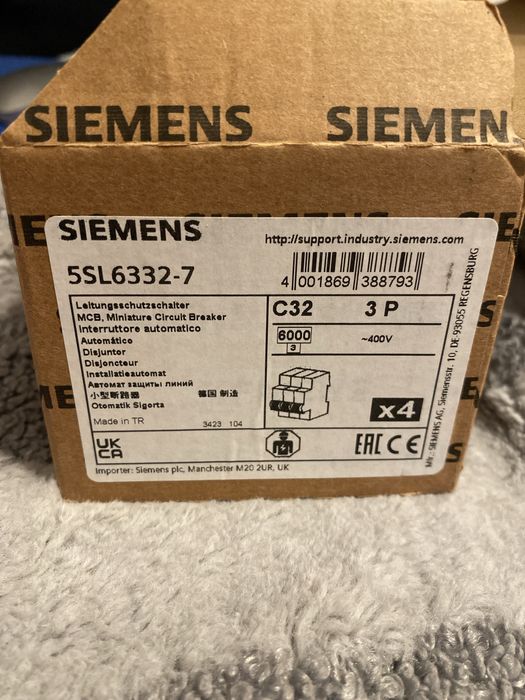 SIEMENS SIEMEN
SIEMENS
http://support.industry.siemens.com
5SL6332-7
4 001869 388793
Leitungsschutzschalter
MCB, Miniature Circuit Breaker
Interruttore automatico
Automático
Disjuntor
Disjoncteur
Installatieautomat
Автомат защиты линий
小型断路器 德国 制造
Otomatik Sigorta
Made in TR 3423 104
C32 3 P
6000 ~400V
3
x4
UK
CA
EAC CE
Importer: Siemens plc, Manchester M20 2UR, UK
Mfr.: SIEMENS AG, Siemensstr. 10, DE-93055 REGENSBURG